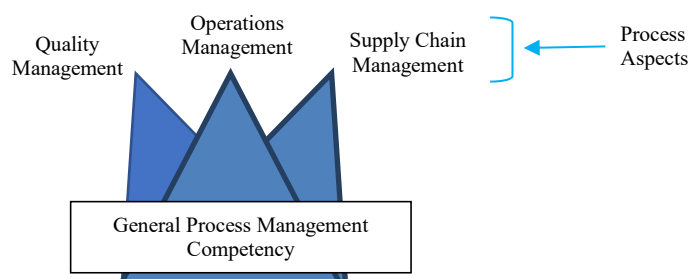 Quality
Management
Operations
Management
Supply Chain
Management
Process
Aspects
General Process Management
Competency